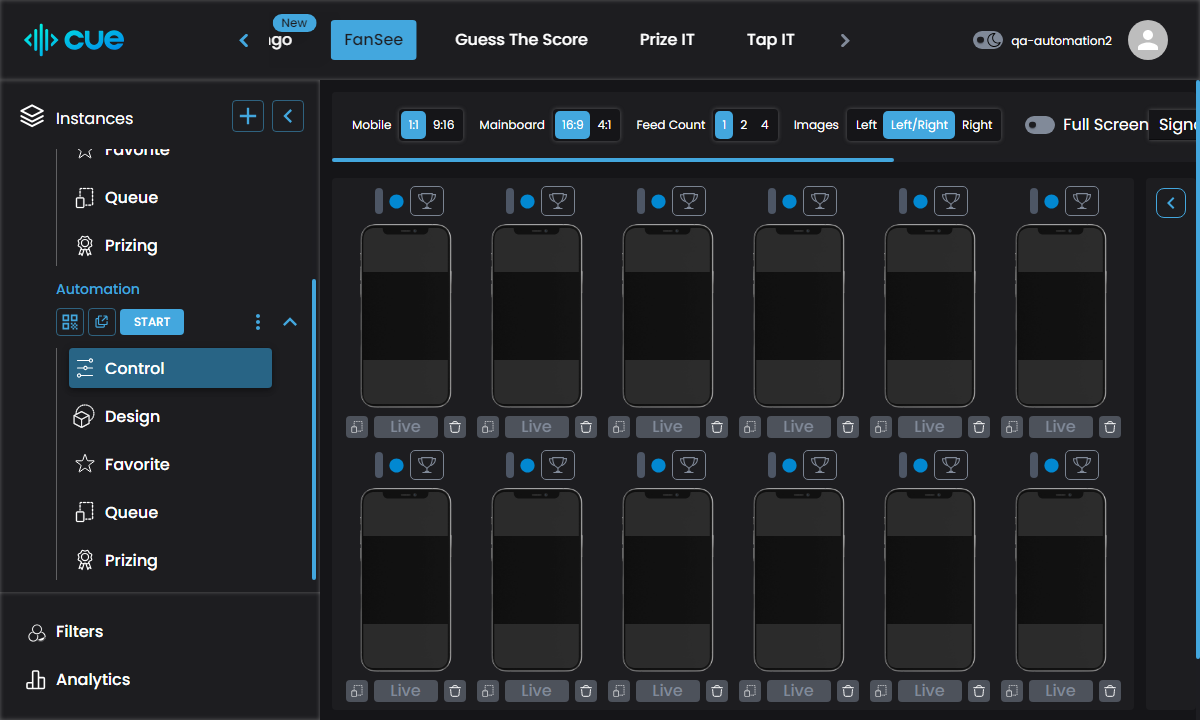 cue
New
ngo
FanSee
Guess The Score
Prize IT
Tap IT
qa-automation2
Instances
Favorite
Queue
Prizing
Automation
START
Control
Design
Favorite
Queue
Prizing
Filters
Analytics
Mobile 1:1 9:16 Mainboard 16:9 4:1 Feed Count 1 2 4 Images Left Left/Right Right Full Screen Signa
Live Live Live Live Live Live
Live Live Live Live Live Live